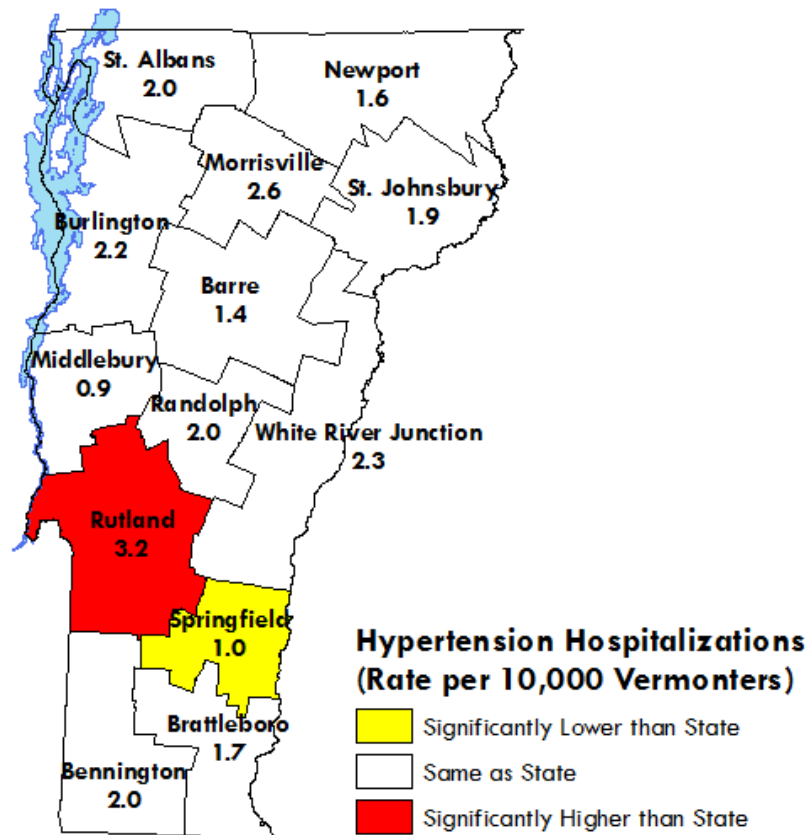 St. Albans
2.0
Newport
1.6
Morrisville
2.6
St. Johnsbury
1.9
Burlington
2.2
Barre
1.4
Middlebury
0.9
Randolph
2.0
White River Junction
2.3
Rutland
3.2
Springfield
1.0
Brattleboro
1.7
Bennington
2.0
Hypertension Hospitalizations
(Rate per 10,000 Vermonters)
Significantly Lower than State
Same as State
Significantly Higher than State